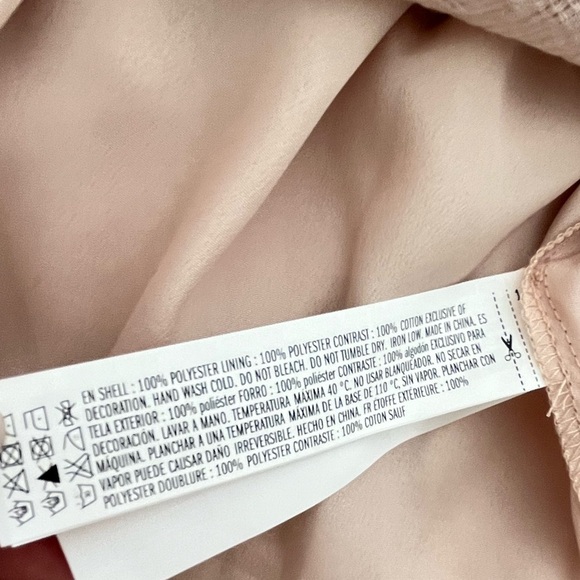 EN SHELL : 100% POLYESTER LINING : 100% POLYESTER CONTRAST : 100% COTTON EXCLUSIVE OF
DECORATION. HAND WASH COLD. DO NOT BLEACH. DO NOT TUMBLE DRY. IRON LOW. MADE IN CHINA. ES
TELA EXTERIOR : 100% poliéster FORRO : 100% poliéster CONTRASTE : 100% algodón EXCLUSIVO PARA
DECORACIÓN. LAVAR A MANO. TEMPERATURA MÁXIMA 40 °C. NO USAR BLANQUEADOR. NO SECAR EN
MÁQUINA. PLANCHAR A UNA TEMPERATURA MÁXIMA DE LA BASE DE 110 °C, SIN VAPOR. PLANCHAR CON
VAPOR PUEDE CAUSAR DAÑO IRREVERSIBLE. HECHO EN CHINA. FR ÉTOFFE EXTÉRIEURE : 100%
POLYESTER DOUBLURE : 100% POLYESTER CONTRASTE : 100% COTON SAUF